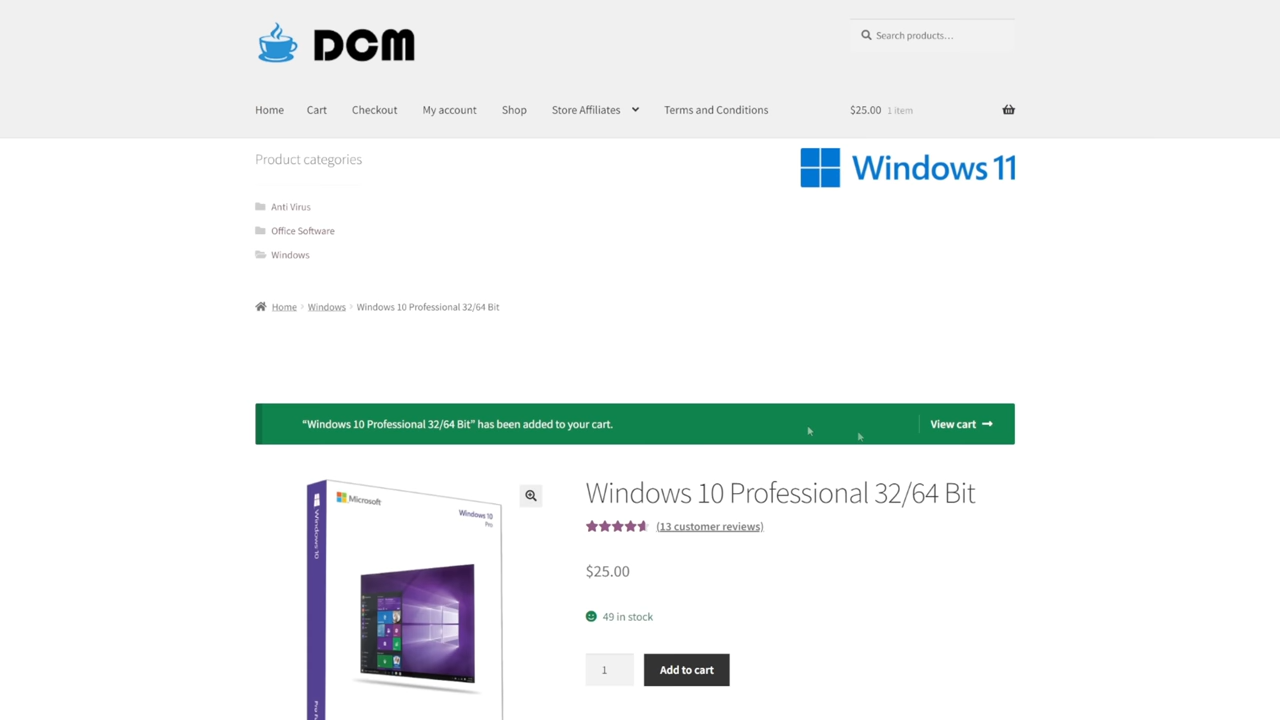 DCM
Search products…
Home
Cart
Checkout
My account
Shop
Store Affiliates
Terms and Conditions
$25.00 1 item
Product categories
Windows 11
Anti Virus
Office Software
Windows
Home › Windows › Windows 10 Professional 32/64 Bit
“Windows 10 Professional 32/64 Bit” has been added to your cart.
View cart
Microsoft
Windows 10
Pro
Windows 10
Windows 10 Professional 32/64 Bit
(13 customer reviews)
$25.00
49 in stock
1
Add to cart